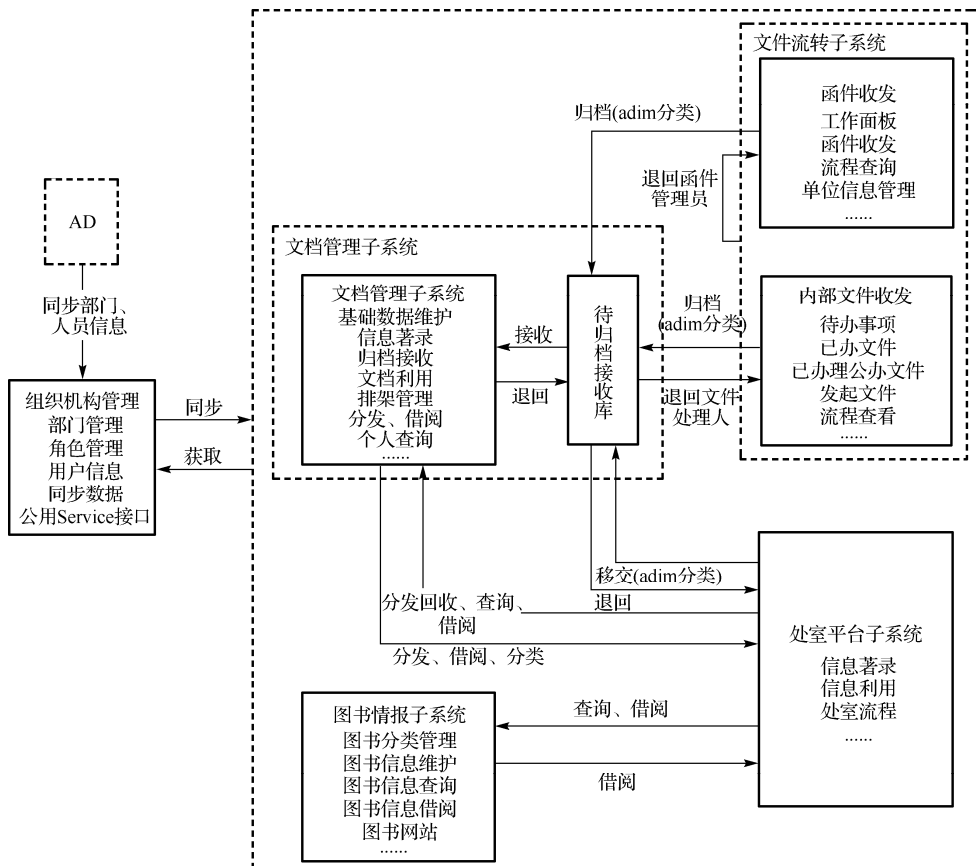 文件流转子系统
函件收发
工作面板
函件收发
流程查询
单位信息管理
......
归档(adim分类)
退回函件
管理员
AD
同步部门、
人员信息
组织机构管理
部门管理
角色管理
用户信息
同步数据
公用Service接口
同步
获取
文档管理子系统
文档管理子系统
基础数据维护
信息著录
归档接收
文档利用
排架管理
分发、借阅
个人查询
......
接收
退回
待归档接收库
归档
(adim分类)
退回文件
处理人
内部文件收发
待办事项
已办文件
已办理公办文件
发起文件
流程查看
......
移交(adim分类)
退回
分发回收、查询、
借阅
分发、借阅、分类
处室平台子系统
信息著录
信息利用
处室流程
......
查询、借阅
借阅
图书情报子系统
图书分类管理
图书信息维护
图书信息查询
图书信息借阅
图书网站
......